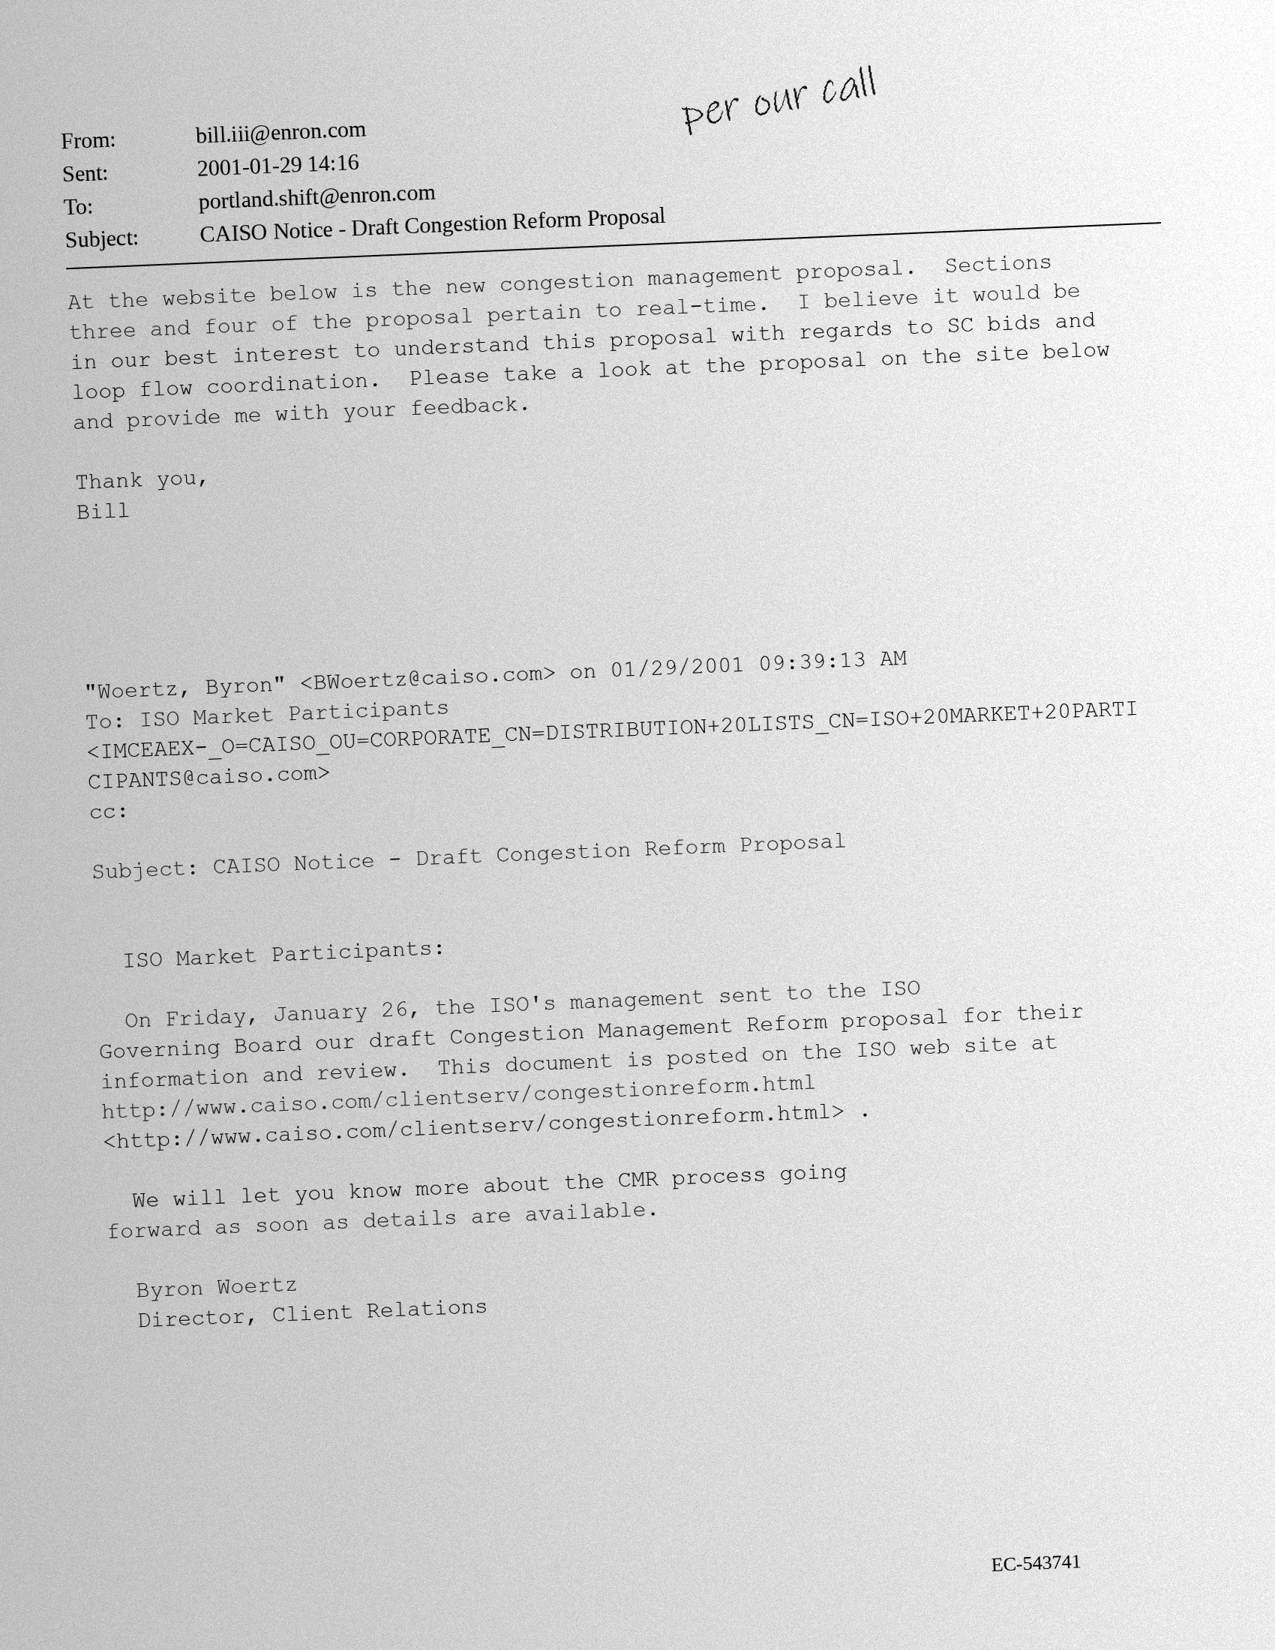 per our call
From: bill.iii@enron.com
Sent: 2001-01-29 14:16
To: portland.shift@enron.com
Subject: CAISO Notice - Draft Congestion Reform Proposal
At the website below is the new congestion management proposal.  Sections
three and four of the proposal pertain to real-time.  I believe it would be
in our best interest to understand this proposal with regards to SC bids and
loop flow coordination.  Please take a look at the proposal on the site below
and provide me with your feedback.
Thank you,
Bill
"Woertz, Byron" <BWoertz@caiso.com> on 01/29/2001 09:39:13 AM
To: ISO Market Participants
<IMCEAEX-_O=CAISO_OU=CORPORATE_CN=DISTRIBUTION+20LISTS_CN=ISO+20MARKET+20PARTI
CIPANTS@caiso.com>
cc:
Subject: CAISO Notice - Draft Congestion Reform Proposal
ISO Market Participants:
On Friday, January 26, the ISO's management sent to the ISO
Governing Board our draft Congestion Management Reform proposal for their
information and review.  This document is posted on the ISO web site at
http://www.caiso.com/clientserv/congestionreform.html
<http://www.caiso.com/clientserv/congestionreform.html> .
We will let you know more about the CMR process going
forward as soon as details are available.
Byron Woertz
Director, Client Relations
EC-543741